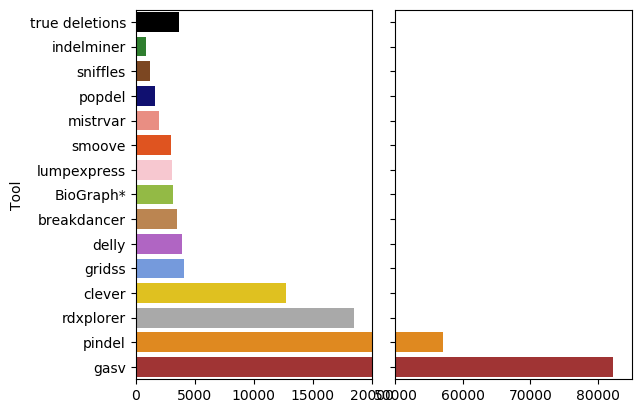 true deletions
indelminer
sniffles
popdel
mistrvar
smoove
lumpexpress
BioGraph*
breakdancer
delly
gridss
clever
rdxplorer
pindel
gasv
Tool
0 5000 10000 15000 20000 50000 60000 70000 80000